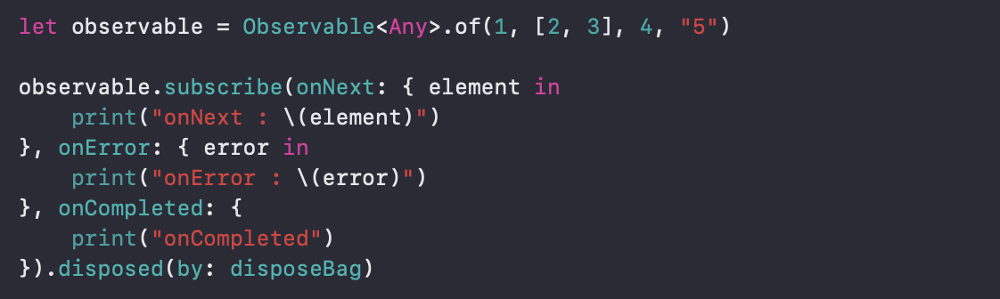 let observable = Observable<Any>.of(1, [2, 3], 4, "5")
observable.subscribe(onNext: { element in
    print("onNext : \(element)")
}, onError: { error in
    print("onError : \(error)")
}, onCompleted: {
    print("onCompleted")
}).disposed(by: disposeBag)